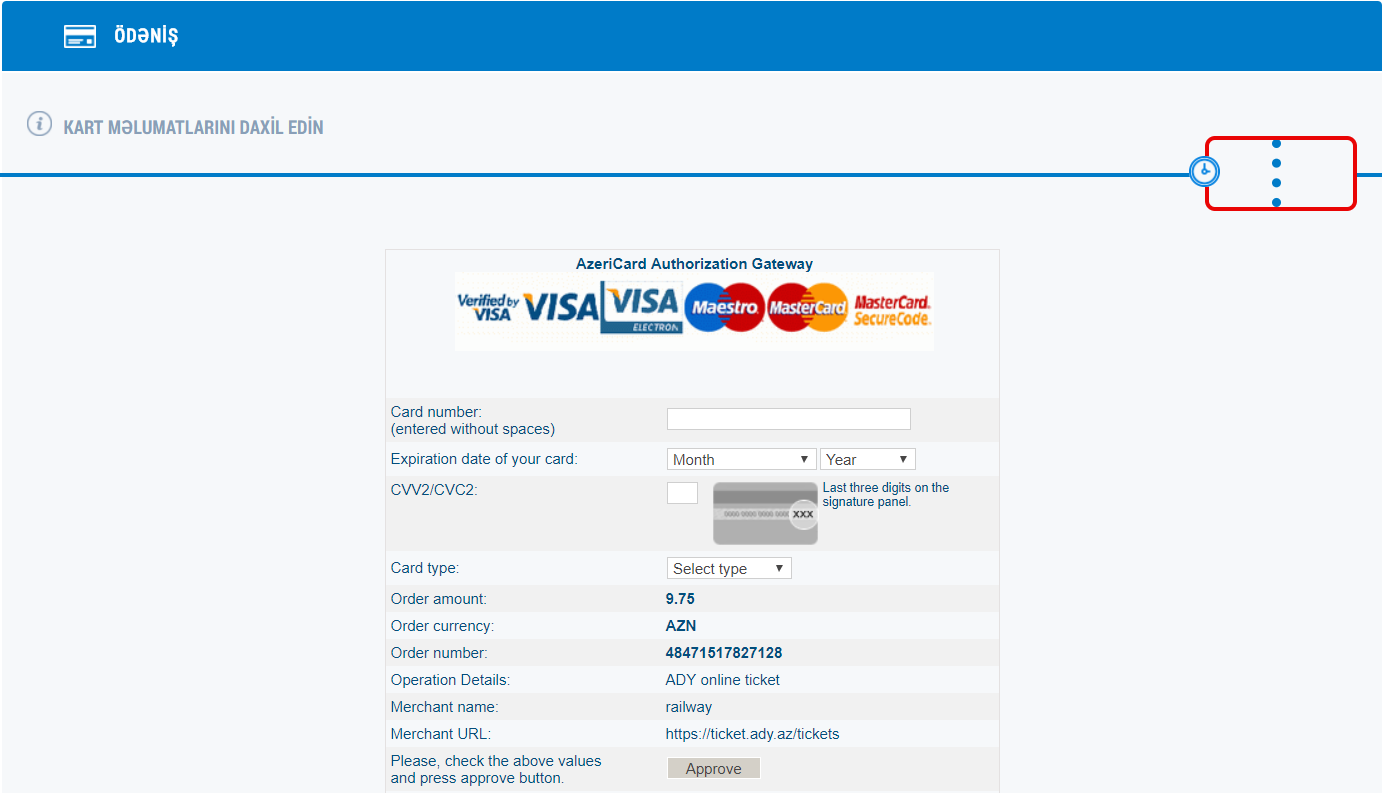 ÖDƏNİŞ
KART MƏLUMATLARINI DAXİL EDİN
AzeriCard Authorization Gateway
Verified by
VISA
VISA
VISA
ELECTRON
Maestro
MasterCard
MasterCard.
SecureCode.
Card number:
(entered without spaces)
Expiration date of your card:
Month
Year
CVV2/CVC2:
0000 0000 0000 0000
XXX
Last three digits on the
signature panel.
Card type:
Select type
Order amount:
9.75
Order currency:
AZN
Order number:
48471517827128
Operation Details:
ADY online ticket
Merchant name:
railway
Merchant URL:
https://ticket.ady.az/tickets
Please, check the above values
and press approve button.
Approve